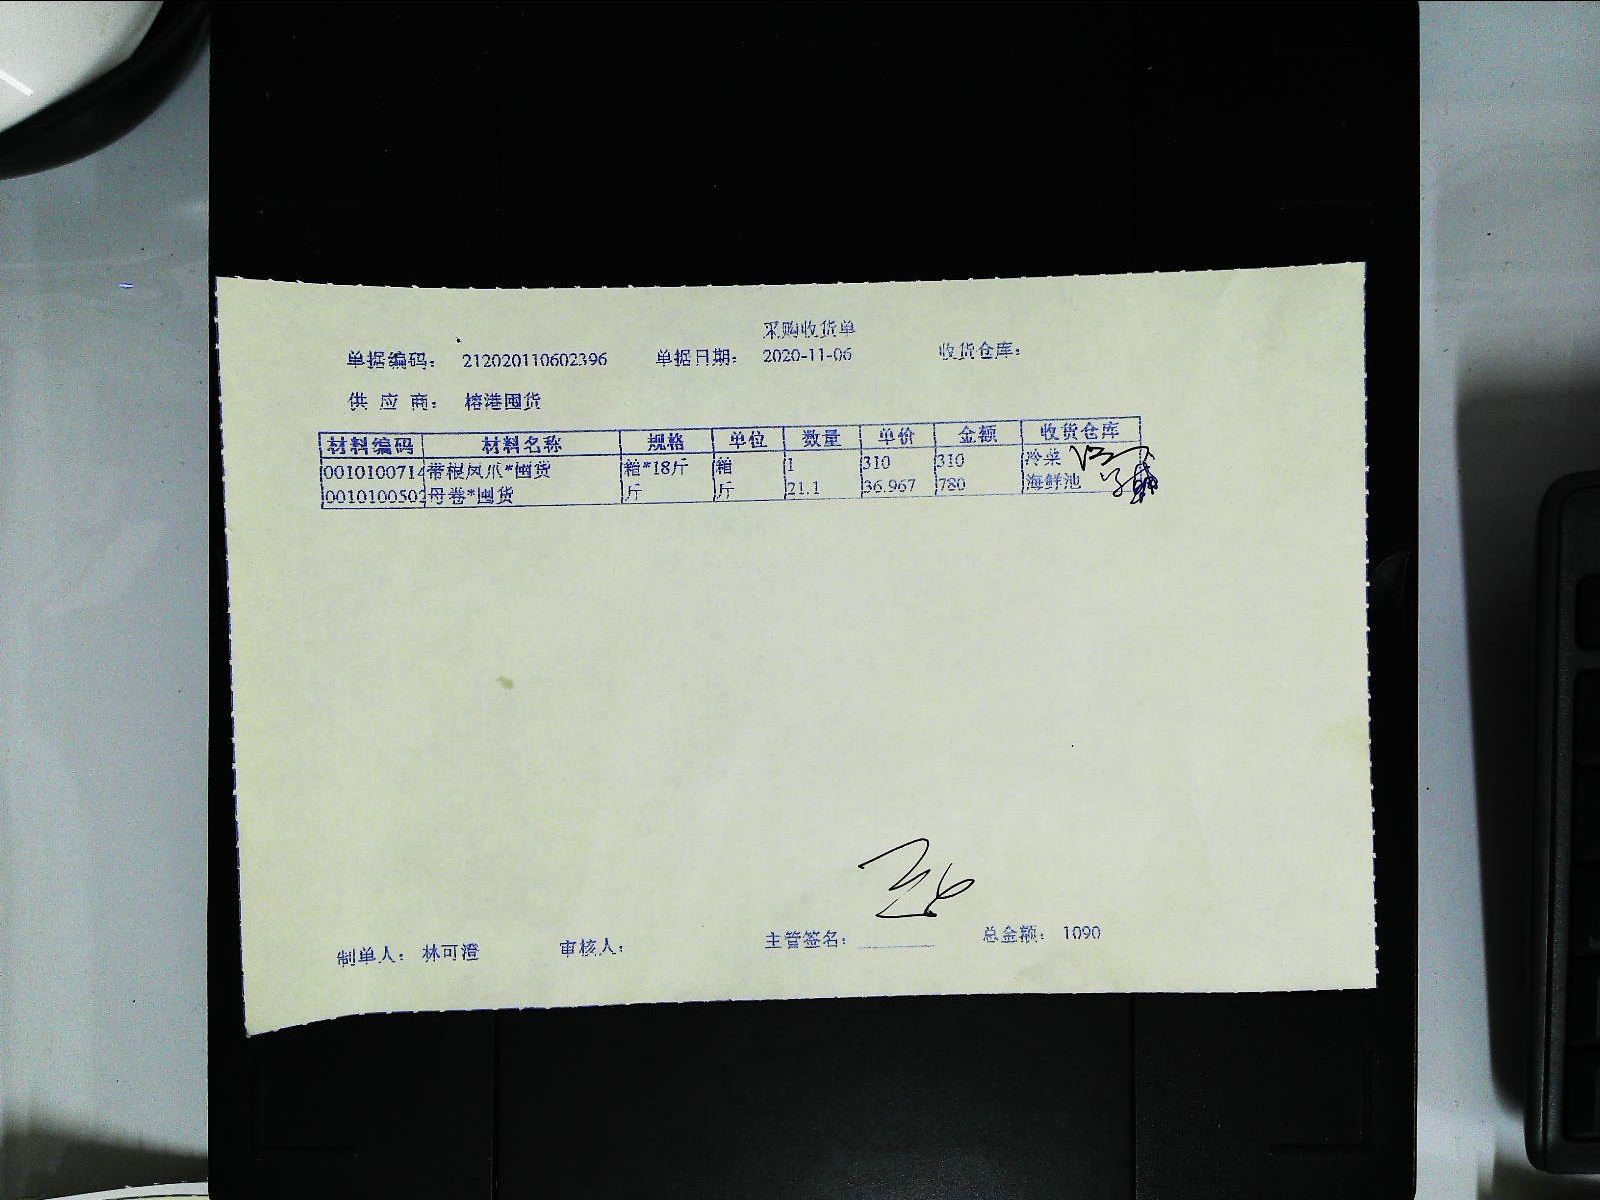 采购收货单
单据编码： 212020110602396 单据日期： 2020-11-06 收货仓库：
供 应 商： 榕港囤货
材料编码 材料名称 规格 单位 数量 单价 金额 收货仓库
0010100714 带根凤爪*囤货 箱*18斤 箱 1 310 310 冷菜
0010100502 母卷*囤货 斤 斤 21.1 36.967 780 海鲜池
制单人： 林可澄 审核人： 主管签名： 总金额： 1090